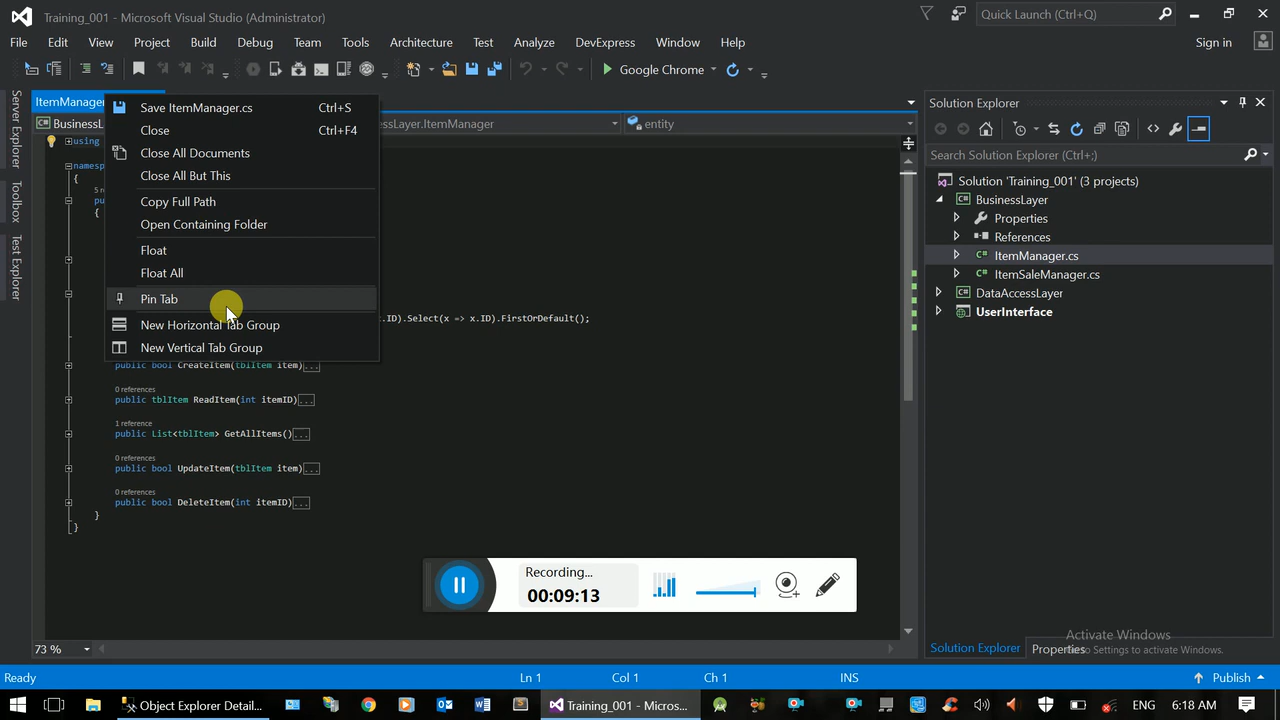 Training_001 - Microsoft Visual Studio (Administrator)
Quick Launch (Ctrl+Q)
File Edit View Project Build Debug Team Tools Architecture Test Analyze DevExpress Window Help
Sign in
Google Chrome
Server Explorer
Toolbox
Test Explorer
ItemManager
BusinessL
ssLayer.ItemManager
entity
using
namesp
{
5 r
pu
{
Save ItemManager.cs Ctrl+S
Close Ctrl+F4
Close All Documents
Close All But This
Copy Full Path
Open Containing Folder
Float
Float All
Pin Tab
New Horizontal Tab Group
New Vertical Tab Group
.ID).Select(x => x.ID).FirstOrDefault();
public bool CreateItem(tblItem item)...
0 references
public tblItem ReadItem(int itemID)...
1 reference
public List<tblItem> GetAllItems()...
0 references
public bool UpdateItem(tblItem item)...
0 references
public bool DeleteItem(int itemID)...
}
}
Recording...
00:09:13
73 %
Solution Explorer
Search Solution Explorer (Ctrl+;)
Solution 'Training_001' (3 projects)
BusinessLayer
Properties
References
C# ItemManager.cs
C# ItemSaleManager.cs
C# DataAccessLayer
UserInterface
Activate Windows
Solution Explorer Properties
to Settings to activate Windows.
Ready Ln 1 Col 1 Ch 1 INS Publish
Object Explorer Detail...
Training_001 - Micros...
ENG 6:18 AM